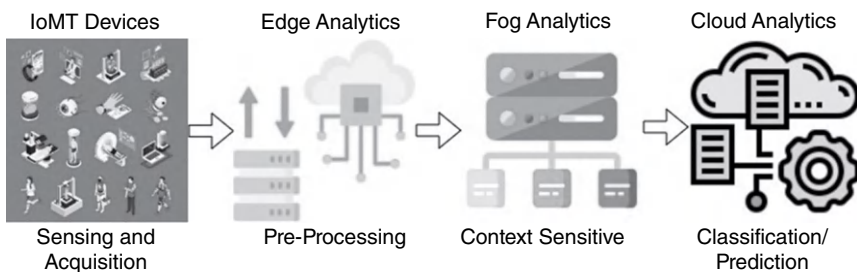 IoMT Devices
Edge Analytics
Fog Analytics
Cloud Analytics
Sensing and
Acquisition
Pre-Processing
Context Sensitive
Classification/
Prediction